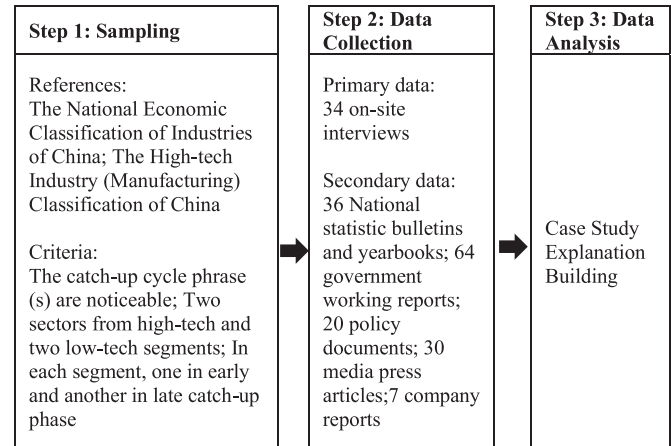 Step 1: Sampling
References:
The National Economic
Classification of Industries
of China; The High-tech
Industry (Manufacturing)
Classification of China
Criteria:
The catch-up cycle phrase
(s) are noticeable; Two
sectors from high-tech and
two low-tech segments; In
each segment, one in early
and another in late catch-up
phase
Step 2: Data
Collection
Primary data:
34 on-site
interviews
Secondary data:
36 National
statistic bulletins
and yearbooks; 64
government
working reports;
20 policy
documents; 30
media press
articles;7 company
reports
Step 3: Data
Analysis
Case Study
Explanation
Building